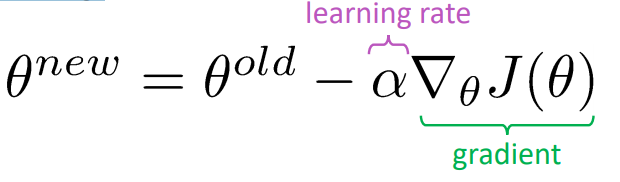 learning rate
θ^{new} = θ^{old} − α∇_θ J(θ)
gradient